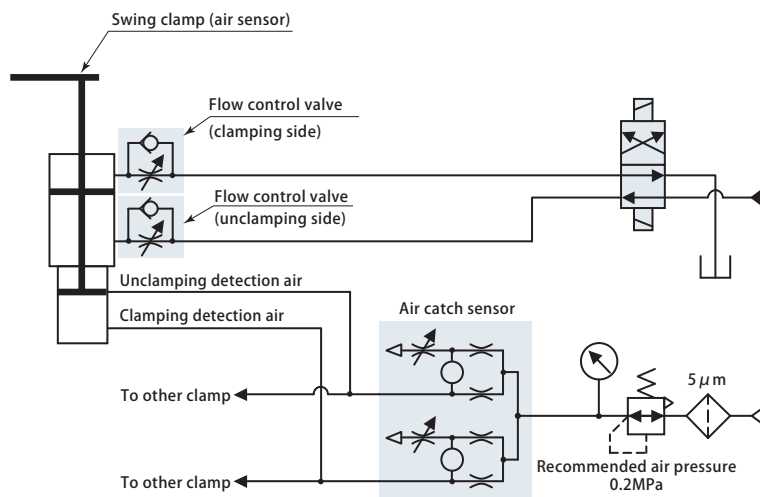 Swing clamp (air sensor)
Flow control valve
(clamping side)
Flow control valve
(unclamping side)
Unclamping detection air
Clamping detection air
Air catch sensor
5 μm
To other clamp
To other clamp
Recommended air pressure
0.2MPa